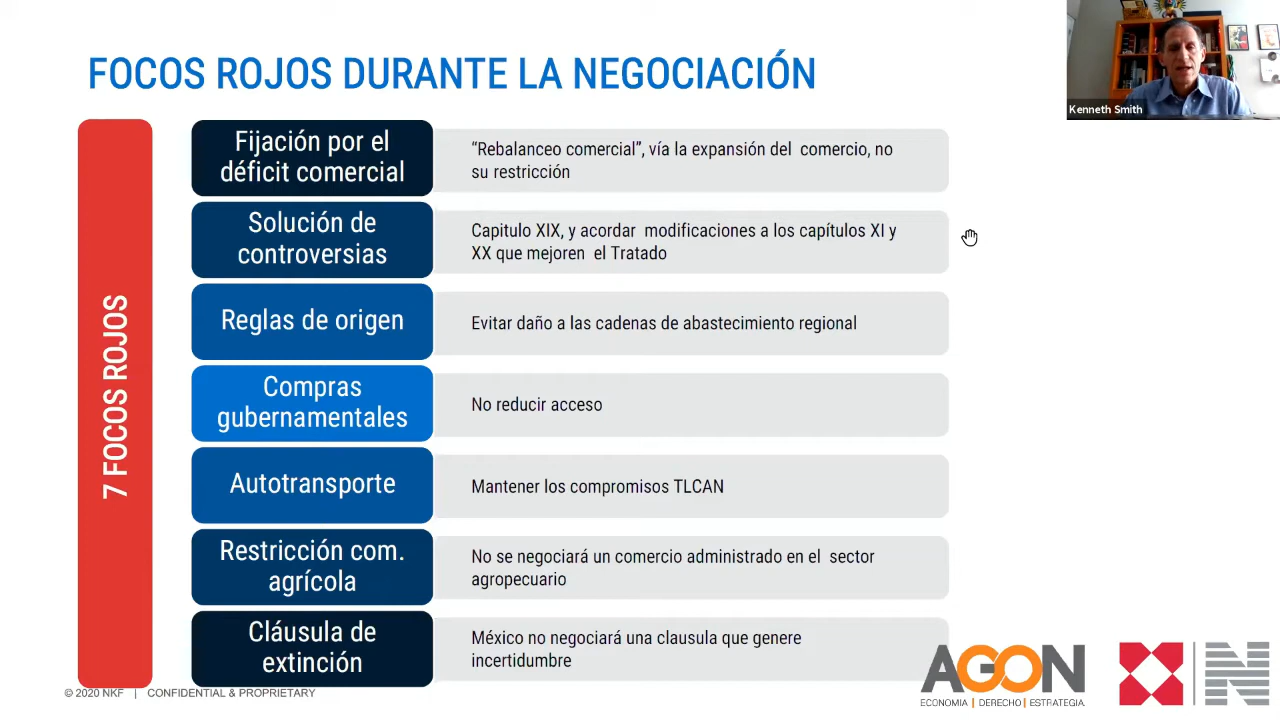 FOCOS ROJOS DURANTE LA NEGOCIACIÓN
Kenneth Smith
7 FOCOS ROJOS
Fijación por el
déficit comercial
“Rebalanceo comercial”, vía la expansión del comercio, no
su restricción
Solución de
controversias
Capitulo XIX, y acordar modificaciones a los capítulos XI y
XX que mejoren el Tratado
Reglas de origen
Evitar daño a las cadenas de abastecimiento regional
Compras
gubernamentales
No reducir acceso
Autotransporte
Mantener los compromisos TLCAN
Restricción com.
agrícola
No se negociará un comercio administrado en el sector
agropecuario
Cláusula de
extinción
México no negociará una clausula que genere
incertidumbre
© 2020 NKF | CONFIDENTIAL & PROPRIETARY
AGON
ECONOMIA | DERECHO | ESTRATEGIA
N